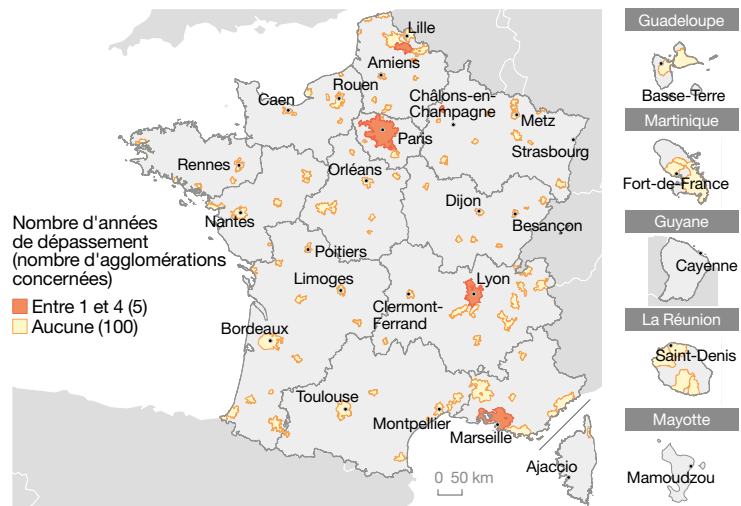 Lille
Amiens
Rouen
Caen
Châlons-en-
Champagne
Metz
Paris
Strasbourg
Rennes
Orléans
Nantes
Dijon
Besançon
Poitiers
Limoges
Lyon
Clermont-
Ferrand
Bordeaux
Toulouse
Montpellier
Marseille
Ajaccio
0 50 km
Nombre d'années
de dépassement
(nombre d'agglomérations
concernées)
Entre 1 et 4 (5)
Aucune (100)
Guadeloupe
Basse-Terre
Martinique
Fort-de-France
Guyane
Cayenne
La Réunion
Saint-Denis
Mayotte
Mamoudzou